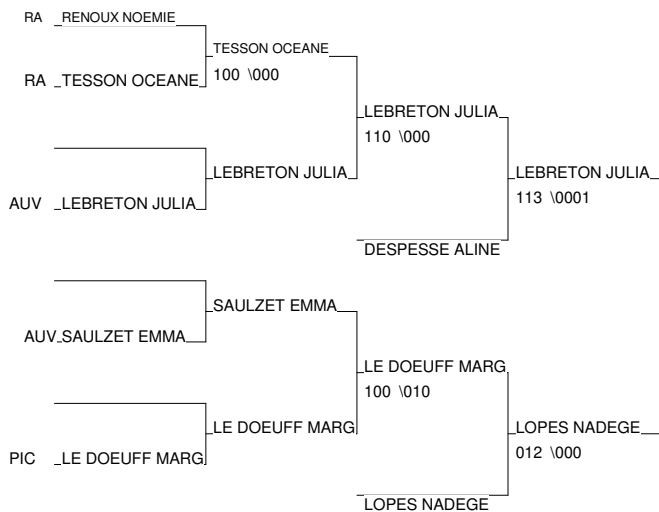 RA RENOUX NOEMIE
TESSON OCEANE
100 \000
RA TESSON OCEANE
LEBRETON JULIA
110 \000
LEBRETON JULIA
LEBRETON JULIA
113 \0001
AUV LEBRETON JULIA
DESPESSE ALINE
SAULZET EMMA
AUV SAULZET EMMA
LE DOEUFF MARG
100 \010
LE DOEUFF MARG
LOPES NADEGE
012 \000
PIC LE DOEUFF MARG
LOPES NADEGE